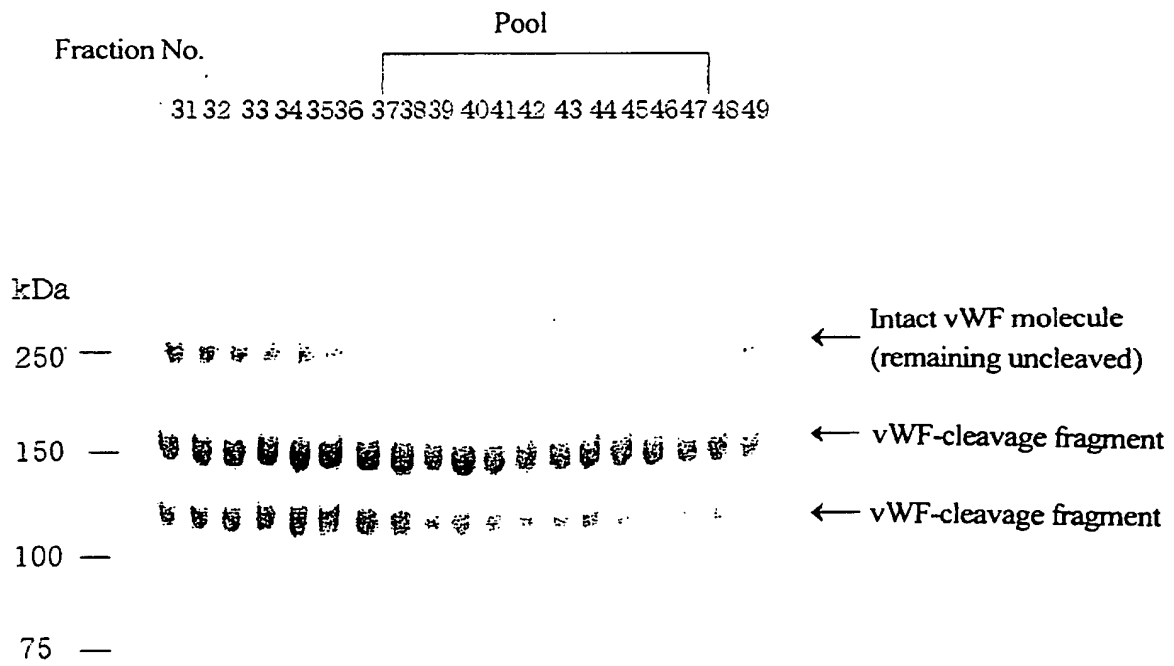 Pool
Fraction No.
31 32 33 34 35 36 37 38 39 40 41 42 43 44 45 46 47 48 49
kDa
250
150
100
75
Intact vWF molecule
(remaining uncleaved)
vWF-cleavage fragment
vWF-cleavage fragment